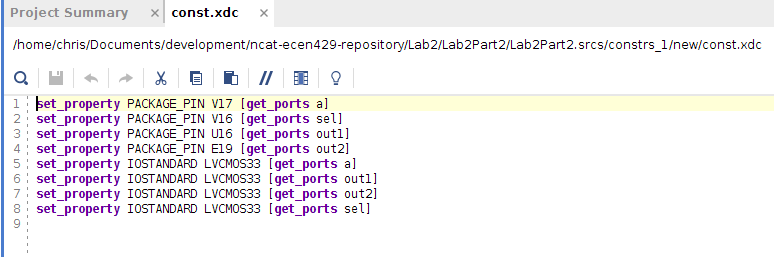 Project Summary × const.xdc ×
/home/chris/Documents/development/ncat-ecen429-repository/Lab2/Lab2Part2/Lab2Part2.srcs/constrs_1/new/const.xdc
1 set_property PACKAGE_PIN V17 [get_ports a]
2 set_property PACKAGE_PIN V16 [get_ports sel]
3 set_property PACKAGE_PIN U16 [get_ports out1]
4 set_property PACKAGE_PIN E19 [get_ports out2]
5 set_property IOSTANDARD LVCMOS33 [get_ports a]
6 set_property IOSTANDARD LVCMOS33 [get_ports out1]
7 set_property IOSTANDARD LVCMOS33 [get_ports out2]
8 set_property IOSTANDARD LVCMOS33 [get_ports sel]
9